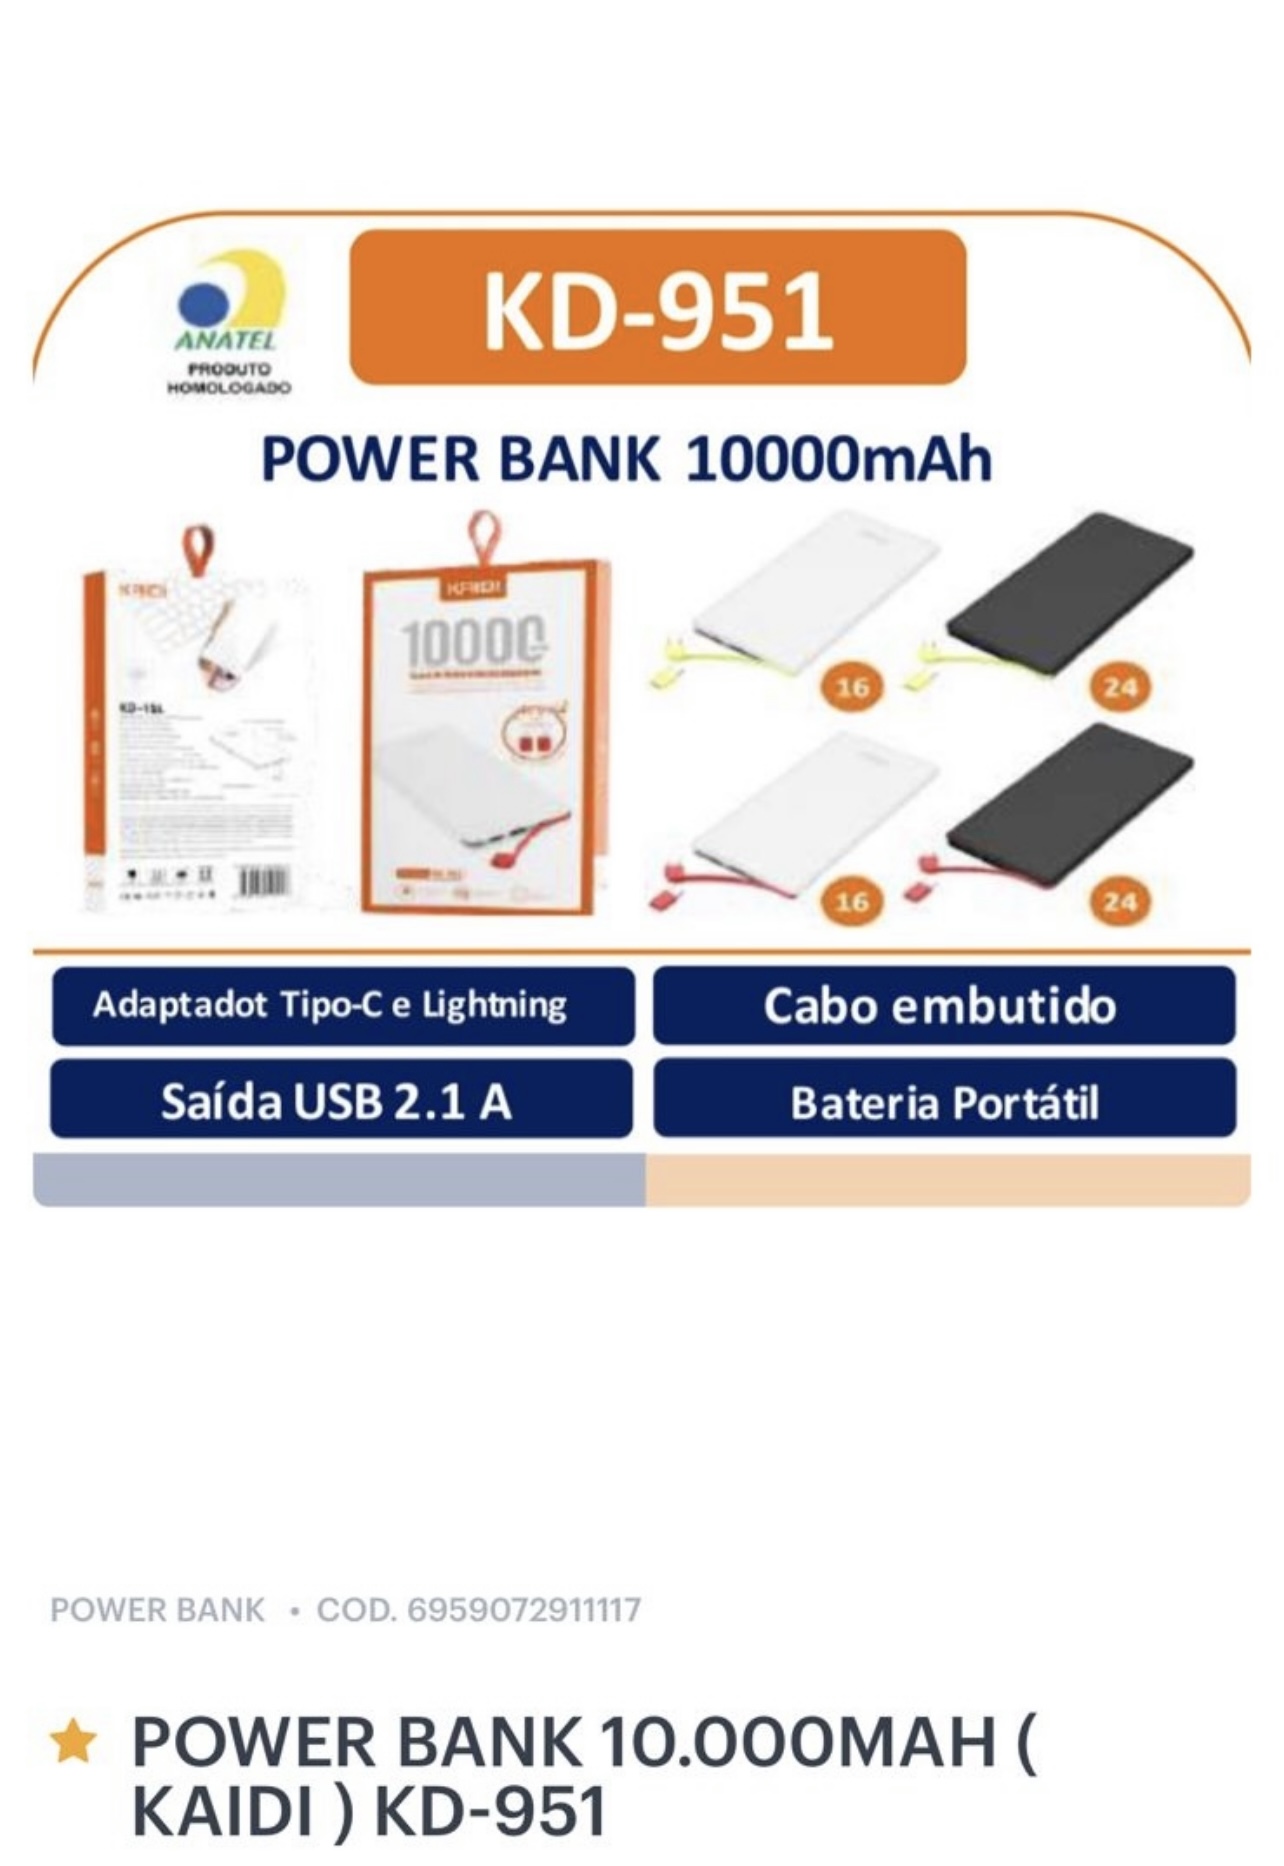 ANATEL
PRODUTO
HOMOLOGADO
KD-951
POWER BANK 10000mAh
KAIDI
KAIDI
10000
16
24
16
24
Adaptadot Tipo-C e Lightning
Cabo embutido
Saída USB 2.1 A
Bateria Portátil
POWER BANK • COD. 6959072911117
POWER BANK 10.000MAH (
KAIDI ) KD-951